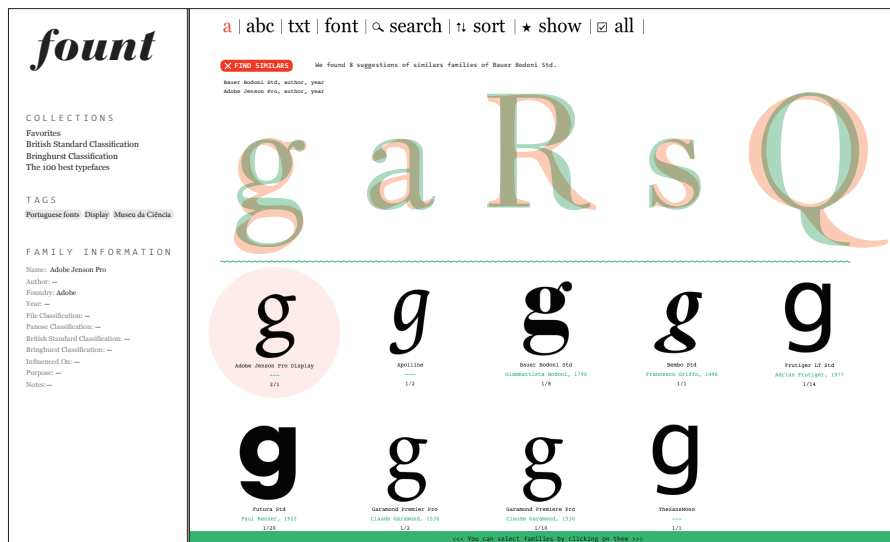 fount
COLLECTIONS
Favorites
British Standard Classification
Bringhurst Classification
The 100 best typefaces
TAGS
Portuguese fonts Display Museu da Ciência
FAMILY INFORMATION
Name: Adobe Jenson Pro
Author: —
Foundry: Adobe
Year: —
File Classification: —
Panose Classification: —
British Standard Classification: —
Bringhurst Classification: —
Influenced On: —
Purpose: —
Notes:—
a | abc | txt | font | search | ↑↓ sort | ★ show | ☑ all |
✕ FIND SIMILARS We found 8 suggestions of similars families of Bauer Bodoni Std.
Bauer Bodoni Std, author, year
Adobe Jenson Pro, author, year
g a R s Q
g g g g g
Adobe Jenson Pro Display Apolline Bauer Bodoni Std Bembo Std Frutiger LT Std
--- --- Giambattista Bodoni, 1790 Francesco Griffo, 1496 Adrian Frutiger, 1977
2/1 1/2 1/8 1/1 1/14
g g g g
Futura Std Garamond Premier Pro Garamond Premiere Pro TheSansMono
Paul Renner, 1922 Claude Garamond, 1530 Claude Garamond, 1530 ---
1/20 1/2 1/10 1/1
<<< You can select families by clicking on them >>>